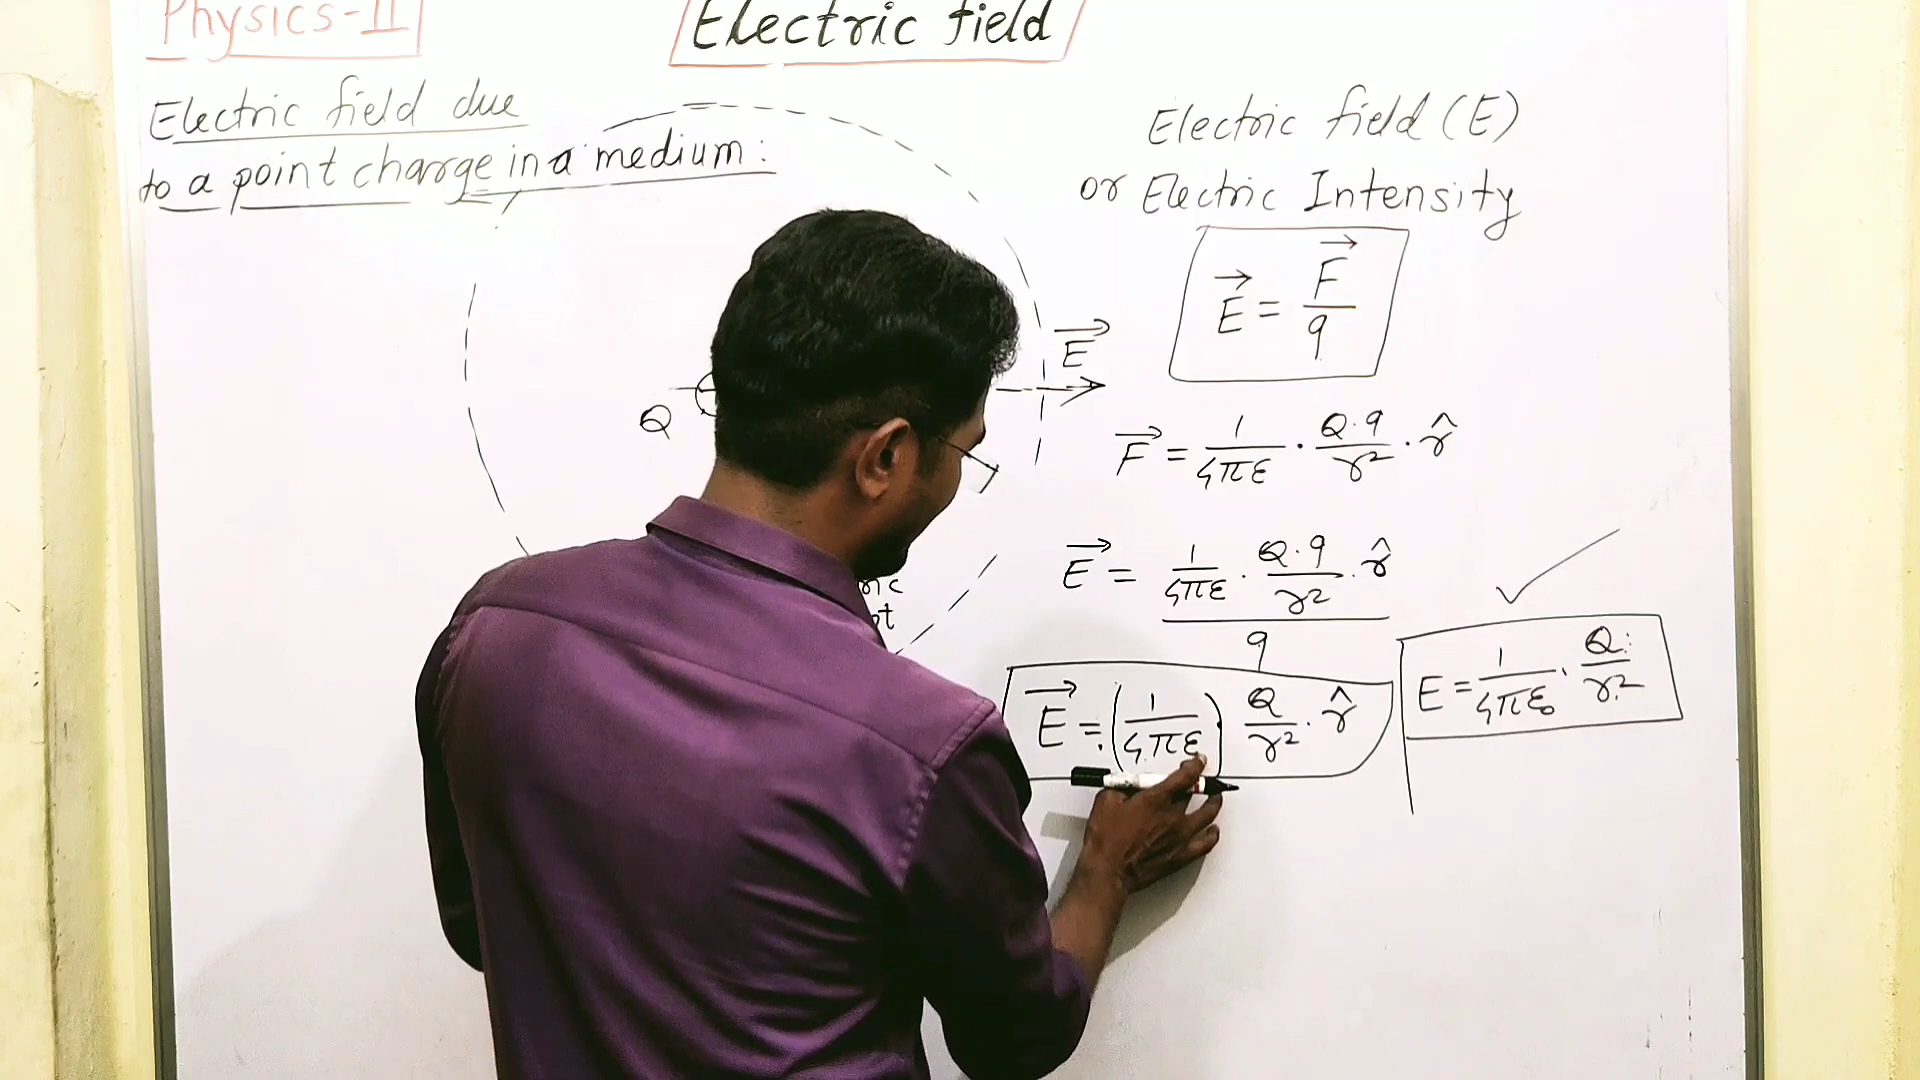 Physics-II
Electric field
Electric field due
to a point charge in a medium:
Q
E⃗
Electric field (E)
or Electric Intensity
E⃗ = F⃗/q
F⃗ = 1/4πε · Q·q/r² · r̂
E⃗ = (1/4πε · Q·q/r² · r̂)/q
E⃗ = (1/4πε) · Q/r² · r̂
E = 1/4πε₀ · Q/r²